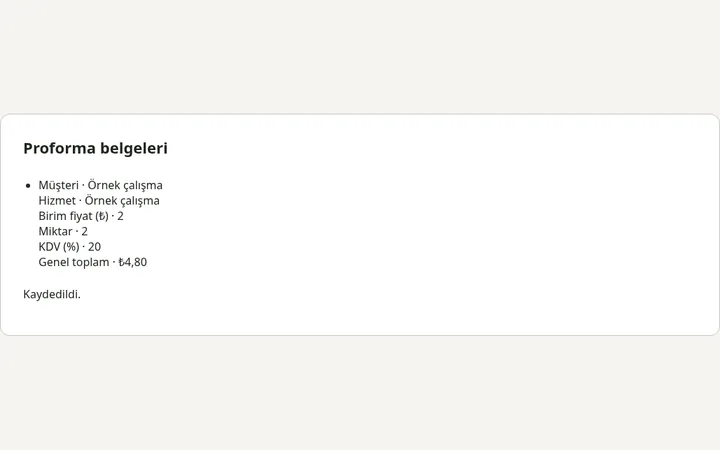 Proforma belgeleri
• Müşteri · Örnek çalışma
Hizmet · Örnek çalışma
Birim fiyat (₺) · 2
Miktar · 2
KDV (%) · 20
Genel toplam · ₺4,80
Kaydedildi.